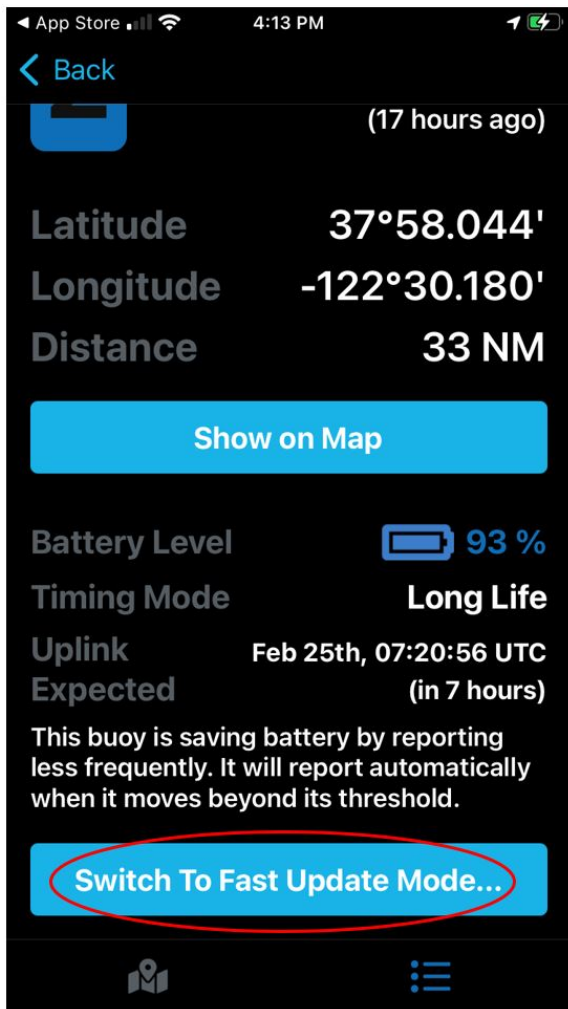 ◀ App Store 4:13 PM
Back
(17 hours ago)
Latitude 37°58.044'
Longitude -122°30.180'
Distance 33 NM
Show on Map
Battery Level 93 %
Timing Mode Long Life
Uplink Expected Feb 25th, 07:20:56 UTC
(in 7 hours)
This buoy is saving battery by reporting
less frequently. It will report automatically
when it moves beyond its threshold.
Switch To Fast Update Mode...